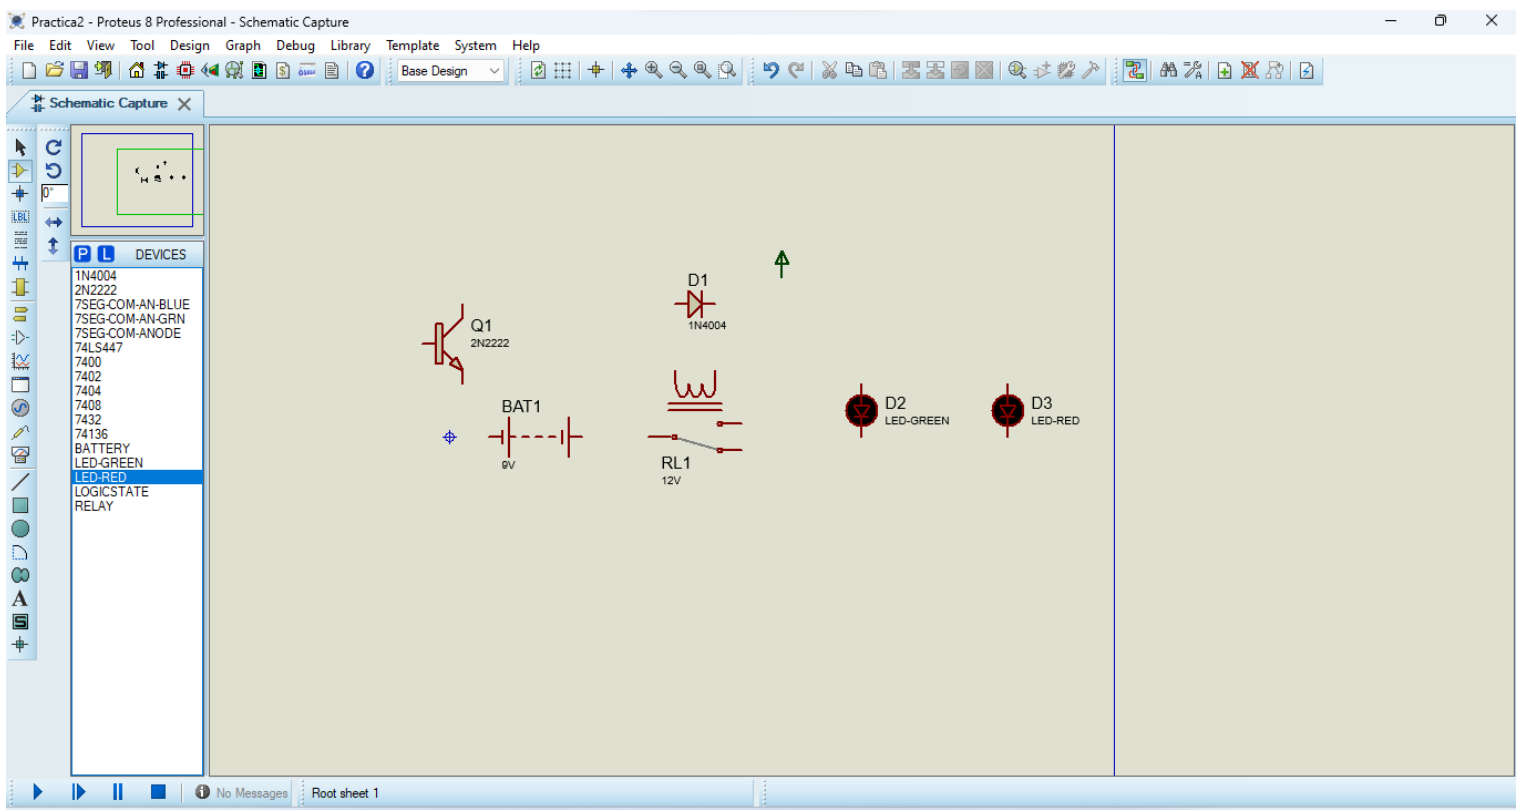 Practica2 - Proteus 8 Professional - Schematic Capture
File Edit View Tool Design Graph Debug Library Template System Help
Base Design
Schematic Capture
0°
LBL
P L DEVICES
1N4004
2N2222
7SEG-COM-AN-BLUE
7SEG-COM-AN-GRN
7SEG-COM-ANODE
74LS447
7400
7402
7404
7408
7432
74136
BATTERY
LED-GREEN
LED-RED
LOGICSTATE
RELAY
A
S
D1
1N4004
Q1
2N2222
BAT1
9V
RL1
12V
D2
LED-GREEN
D3
LED-RED
No Messages
Root sheet 1